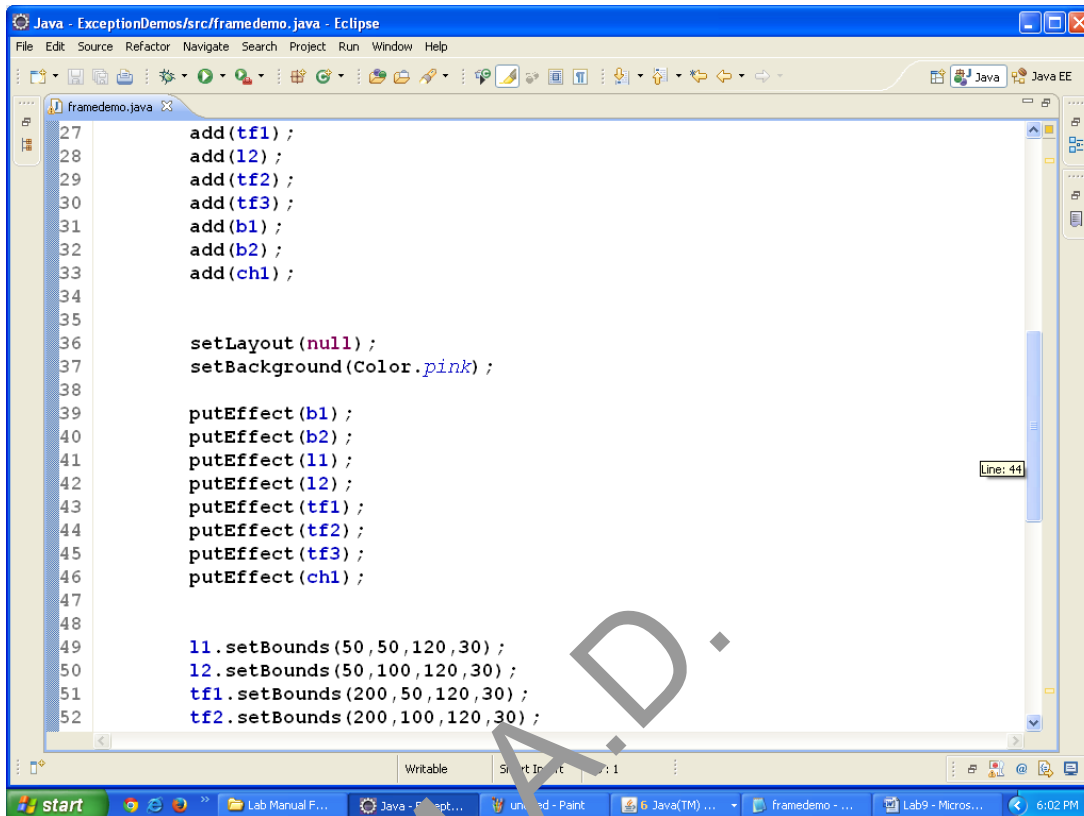 Java - ExceptionDemos/src/framedemo.java - Eclipse
File Edit Source Refactor Navigate Search Project Run Window Help
Java Java EE
framedemo.java
27 add(tf1);
28 add(l2);
29 add(tf2);
30 add(tf3);
31 add(b1);
32 add(b2);
33 add(ch1);
34
35
36 setLayout(null);
37 setBackground(Color.pink);
38
39 putEffect(b1);
40 putEffect(b2);
41 putEffect(l1);
Line: 44
42 putEffect(l2);
43 putEffect(tf1);
44 putEffect(tf2);
45 putEffect(tf3);
46 putEffect(ch1);
47
48
49 l1.setBounds(50,50,120,30);
50 l2.setBounds(50,100,120,30);
51 tf1.setBounds(200,50,120,30);
52 tf2.setBounds(200,100,120,30);
A.D.
Writable : 1
start Lab Manual F... Java - Except... Paint 6 Java(TM) ... framedemo - ... Lab9 - Micros... 6:02 PM